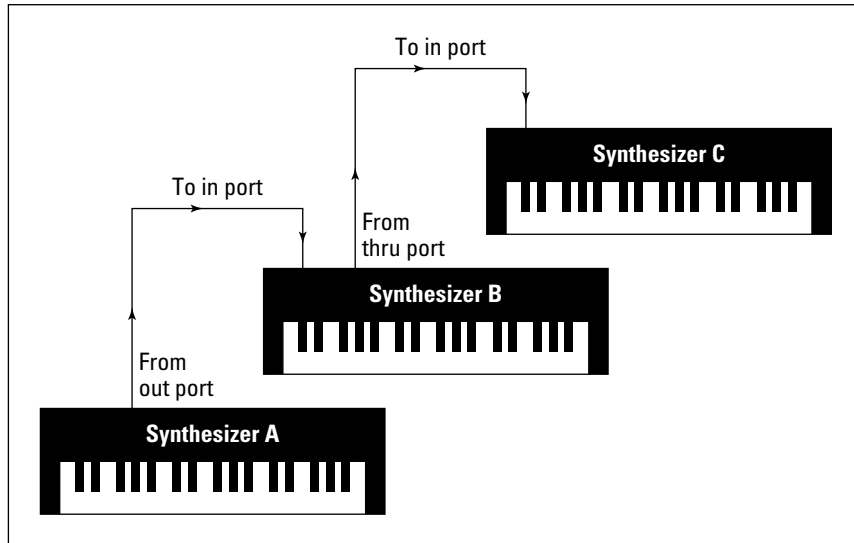 To in port
Synthesizer C
To in port
From
thru port
Synthesizer B
From
out port
Synthesizer A